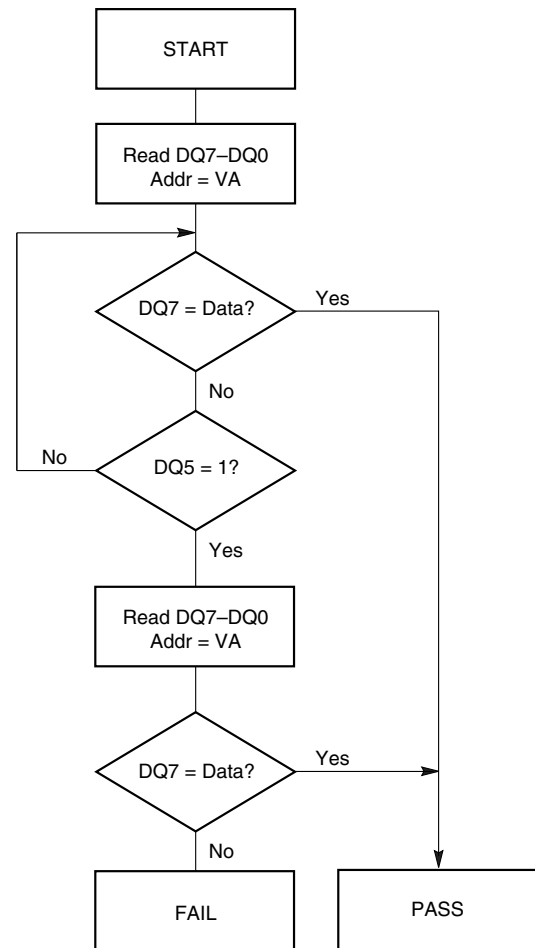 START
Read DQ7–DQ0
Addr = VA
DQ7 = Data?
Yes
No
DQ5 = 1?
No
Yes
Read DQ7–DQ0
Addr = VA
DQ7 = Data?
Yes
No
FAIL
PASS